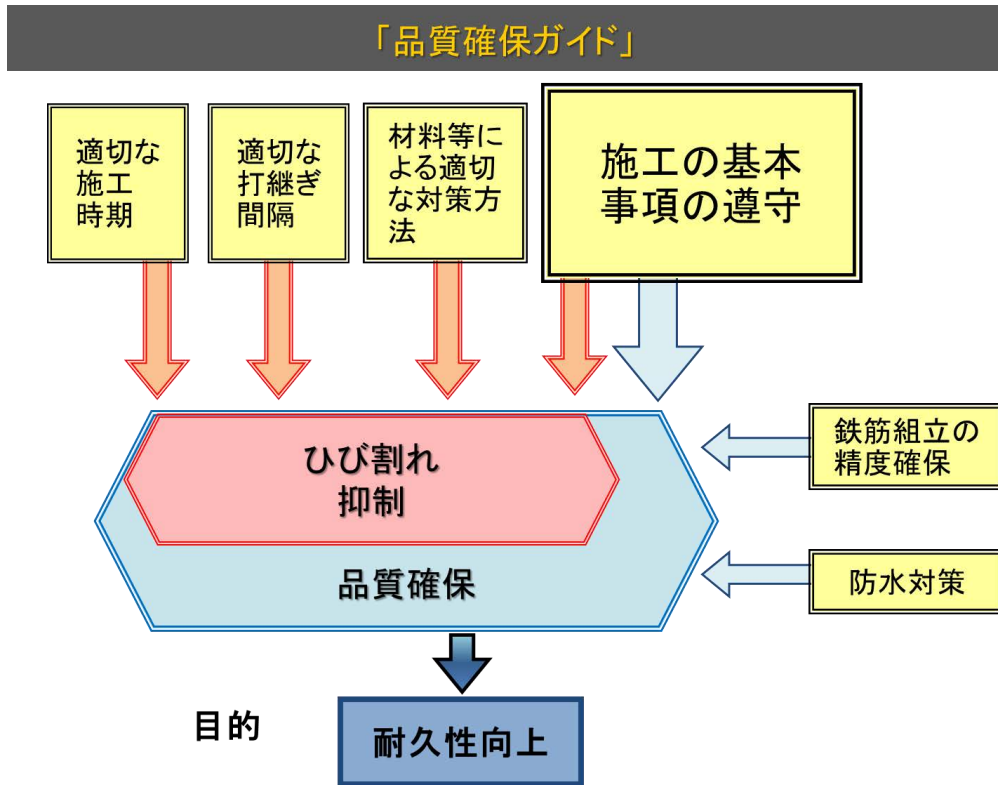 「品質確保ガイド」
適切な
施工
時期
適切な
打継ぎ
間隔
材料等に
よる適切
な対策方
法
施工の基本
事項の遵守
ひび割れ
抑制
品質確保
鉄筋組立の
精度確保
防水対策
目的
耐久性向上